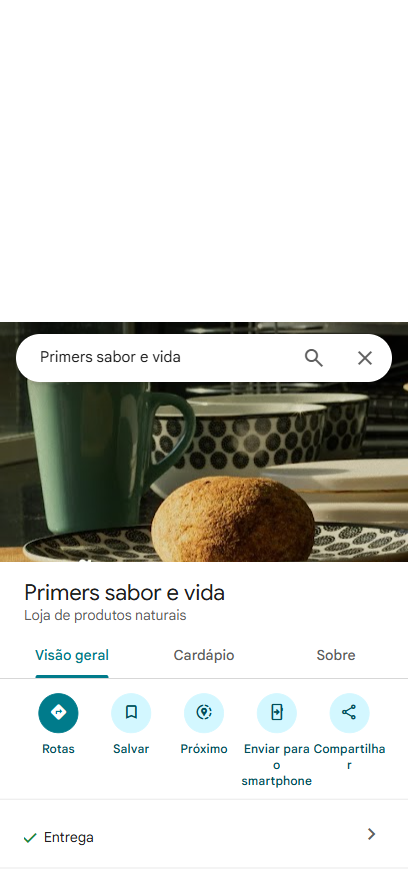 Primers sabor e vida
Primers sabor e vida
Loja de produtos naturais
Visão geral
Cardápio
Sobre
Rotas
Salvar
Próximo
Enviar para
o
smartphone
Compartilha
r
Entrega